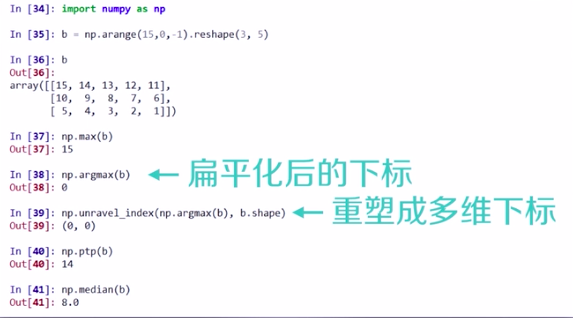 In [34]: import numpy as np
In [35]: b = np.arange(15,0,-1).reshape(3, 5)
In [36]: b
Out[36]:
array([[15, 14, 13, 12, 11],
       [10,  9,  8,  7,  6],
       [ 5,  4,  3,  2,  1]])
In [37]: np.max(b)
Out[37]: 15
In [38]: np.argmax(b) ← 扁平化后的下标
Out[38]: 0
In [39]: np.unravel_index(np.argmax(b), b.shape) ← 重塑成多维下标
Out[39]: (0, 0)
In [40]: np.ptp(b)
Out[40]: 14
In [41]: np.median(b)
Out[41]: 8.0